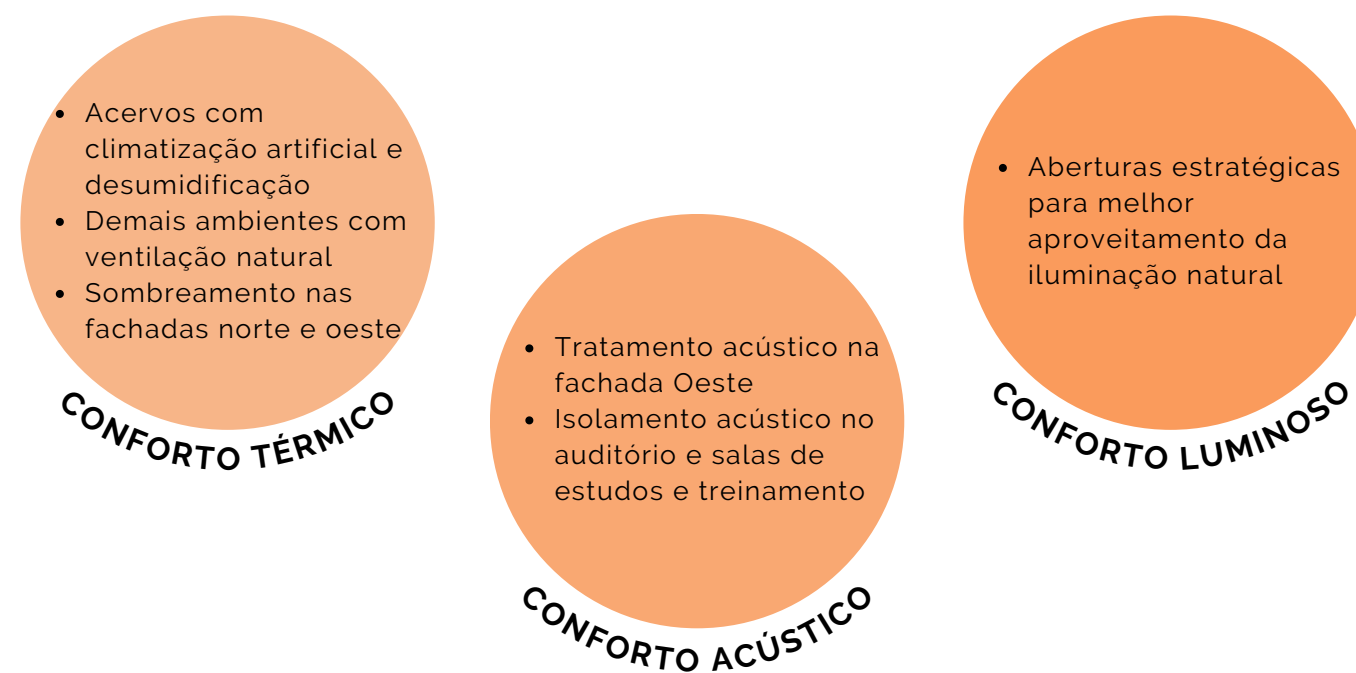 • Acervos com
climatização artificial e
desumidificação
• Demais ambientes com
ventilação natural
• Sombreamento nas
fachadas norte e oeste
CONFORTO TÉRMICO
• Tratamento acústico na
fachada Oeste
• Isolamento acústico no
auditório e salas de
estudos e treinamento
CONFORTO ACÚSTICO
• Aberturas estratégicas
para melhor
aproveitamento da
iluminação natural
CONFORTO LUMINOSO